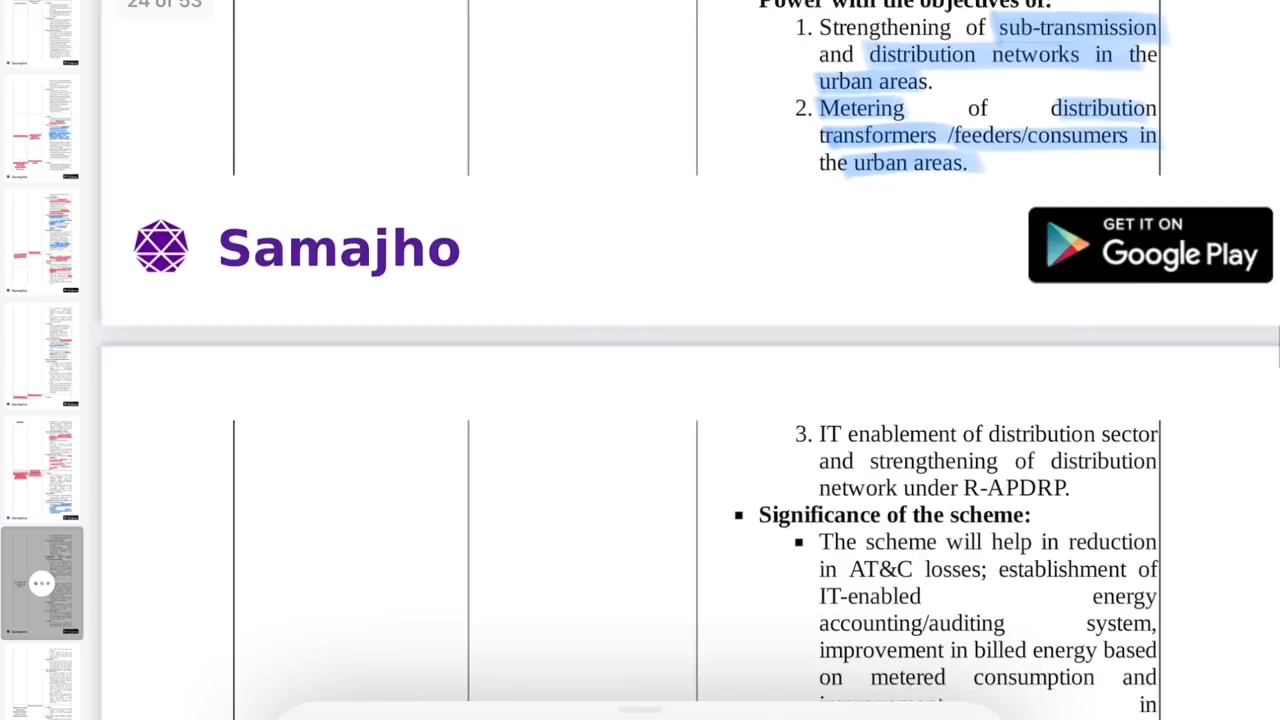 24 of 53
Power with the objectives of:
1. Strengthening of sub-transmission
and distribution networks in the
urban areas.
2. Metering of distribution
transformers /feeders/consumers in
the urban areas.
Samajho
GET IT ON
Google Play
3. IT enablement of distribution sector
and strengthening of distribution
network under R-APDRP.
▪ Significance of the scheme:
▪ The scheme will help in reduction
in AT&C losses; establishment of
IT-enabled energy
accounting/auditing system,
improvement in billed energy based
on metered consumption and
in